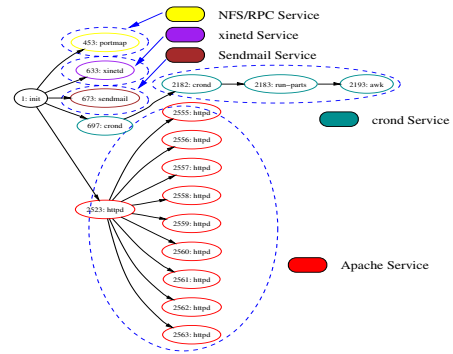 NFS/RPC Service
xinetd Service
Sendmail Service
453: portmap
633: xinetd
1: init
673: sendmail
697: crond
2182: crond
2183: run-parts
2193: awk
crond Service
2555: httpd
2556: httpd
2557: httpd
2558: httpd
2523: httpd
2559: httpd
2560: httpd
2561: httpd
2562: httpd
2563: httpd
Apache Service